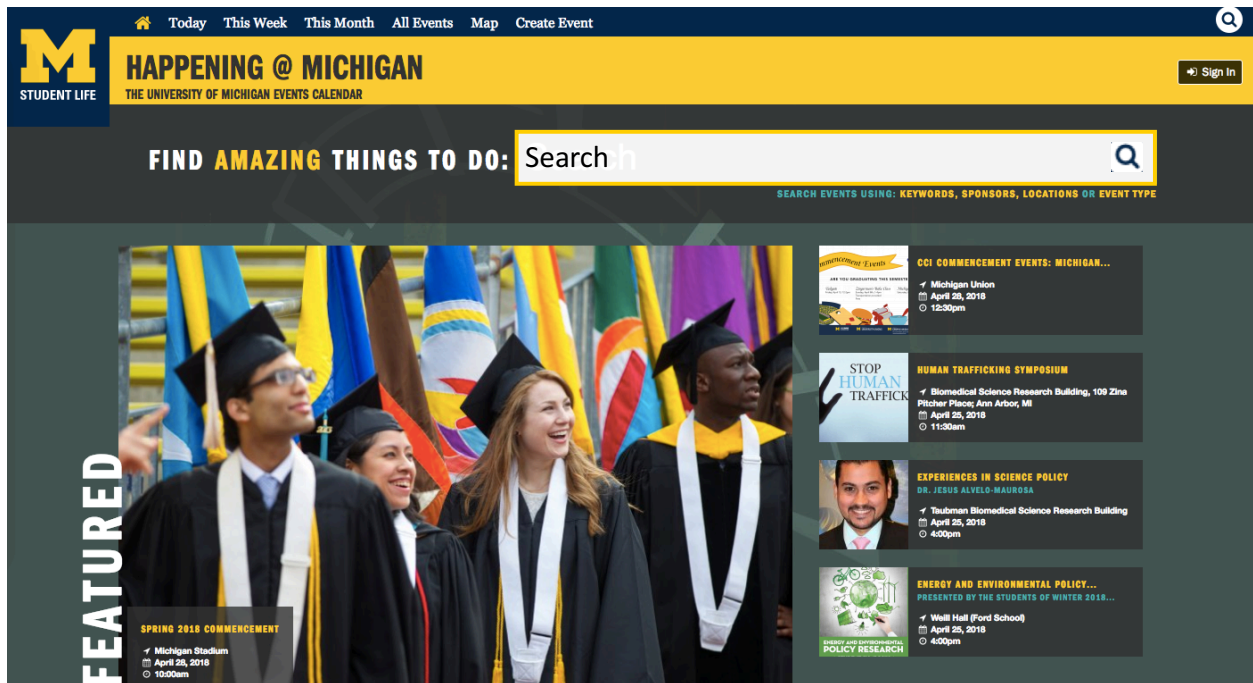 Today This Week This Month All Events Map Create Event
M
STUDENT LIFE
HAPPENING @ MICHIGAN
THE UNIVERSITY OF MICHIGAN EVENTS CALENDAR
Sign In
FIND AMAZING THINGS TO DO:
Search
SEARCH EVENTS USING: KEYWORDS, SPONSORS, LOCATIONS OR EVENT TYPE
FEATURED
SPRING 2018 COMMENCEMENT
Michigan Stadium
April 28, 2018
10:00am
Commencement Events
ARE YOU GRADUATING THIS
CCI COMMENCEMENT EVENTS: MICHIGAN...
Michigan Union
April 28, 2018
12:30pm
STOP
HUMAN
TRAFFICK
HUMAN TRAFFICKING SYMPOSIUM
Biomedical Science Research Building, 109 Zina
Pitcher Place; Ann Arbor, MI
April 25, 2018
11:30am
EXPERIENCES IN SCIENCE POLICY
DR. JESUS ALVELO-MAUROSA
Taubman Biomedical Science Research Building
April 25, 2018
4:00pm
ENERGY AND ENVIRONMENTAL
POLICY RESEARCH
ENERGY AND ENVIRONMENTAL POLICY...
PRESENTED BY THE STUDENTS OF WINTER 2018...
Weill Hall (Ford School)
April 25, 2018
4:00pm